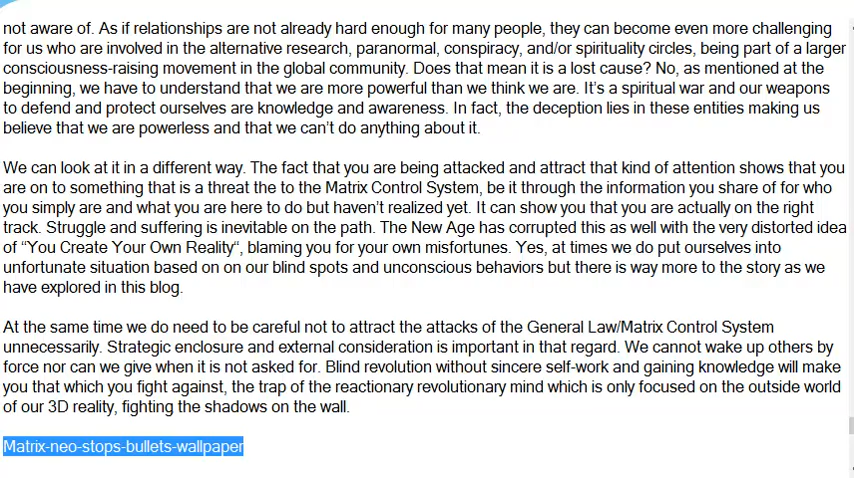 not aware of. As if relationships are not already hard enough for many people, they can become even more challenging
for us who are involved in the alternative research, paranormal, conspiracy, and/or spirituality circles, being part of a larger
consciousness-raising movement in the global community. Does that mean it is a lost cause? No, as mentioned at the
beginning, we have to understand that we are more powerful than we think we are. It’s a spiritual war and our weapons
to defend and protect ourselves are knowledge and awareness. In fact, the deception lies in these entities making us
believe that we are powerless and that we can’t do anything about it.
We can look at it in a different way. The fact that you are being attacked and attract that kind of attention shows that you
are on to something that is a threat the to the Matrix Control System, be it through the information you share of for who
you simply are and what you are here to do but haven’t realized yet. It can show you that you are actually on the right
track. Struggle and suffering is inevitable on the path. The New Age has corrupted this as well with the very distorted idea
of “You Create Your Own Reality“, blaming you for your own misfortunes. Yes, at times we do put ourselves into
unfortunate situation based on on our blind spots and unconscious behaviors but there is way more to the story as we
have explored in this blog.
At the same time we do need to be careful not to attract the attacks of the General Law/Matrix Control System
unnecessarily. Strategic enclosure and external consideration is important in that regard. We cannot wake up others by
force nor can we give when it is not asked for. Blind revolution without sincere self-work and gaining knowledge will make
you that which you fight against, the trap of the reactionary revolutionary mind which is only focused on the outside world
of our 3D reality, fighting the shadows on the wall.
Matrix-neo-stops-bullets-wallpaper